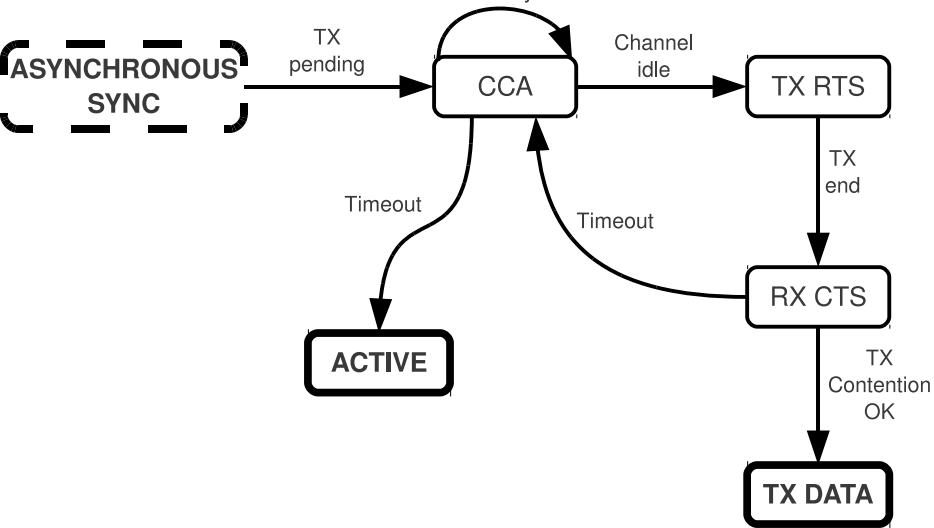 TX
pending
Channel
idle
ASYNCHRONOUS
SYNC
CCA
TX RTS
TX
end
Timeout
Timeout
RX CTS
ACTIVE
TX
Contention
OK
TX DATA